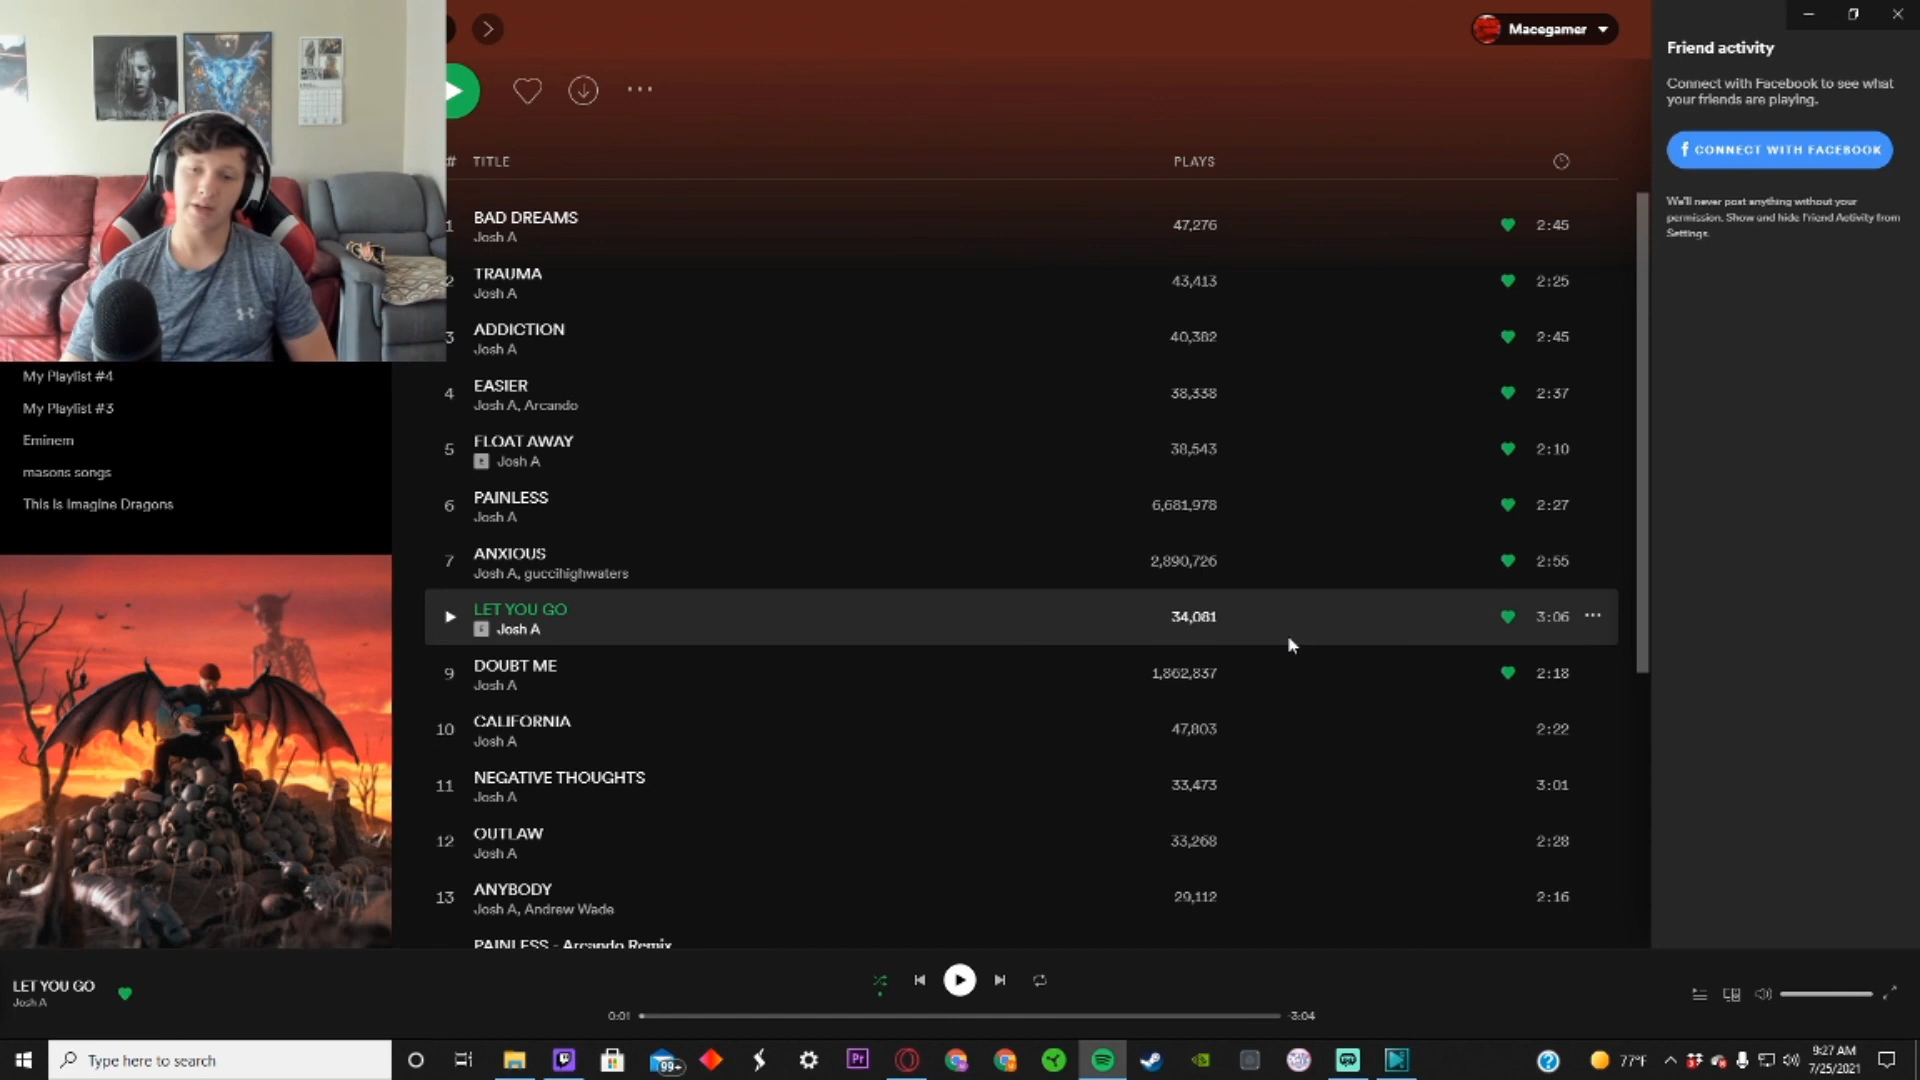 Macegamer
# TITLE PLAYS
BAD DREAMS
Josh A
47,276
2:45
TRAUMA
Josh A
43,413
2:25
3
ADDICTION
Josh A
40,382
2:45
4
EASIER
Josh A, Arcando
38,338
2:37
5
FLOAT AWAY
E Josh A
38,543
2:10
6
PAINLESS
Josh A
6,681,978
2:27
7
ANXIOUS
Josh A, guccihighwaters
2,890,726
2:55
LET YOU GO
E Josh A
34,081
3:06
9
DOUBT ME
Josh A
1,862,837
2:18
10
CALIFORNIA
Josh A
47,803
2:22
11
NEGATIVE THOUGHTS
Josh A
33,473
3:01
12
OUTLAW
Josh A
33,268
2:28
13
ANYBODY
Josh A, Andrew Wade
29,112
2:16
PAINLESS - Arcando Remix
My Playlist #4
My Playlist #3
Eminem
masons songs
This Is Imagine Dragons
Friend activity
Connect with Facebook to see what
your friends are playing.
f CONNECT WITH FACEBOOK
We'll never post anything without your
permission. Show and hide Friend Activity from
Settings.
LET YOU GO
Josh A
0:01
-3:04
Type here to search
99+
Pr
77°F
9:27 AM
7/25/2021